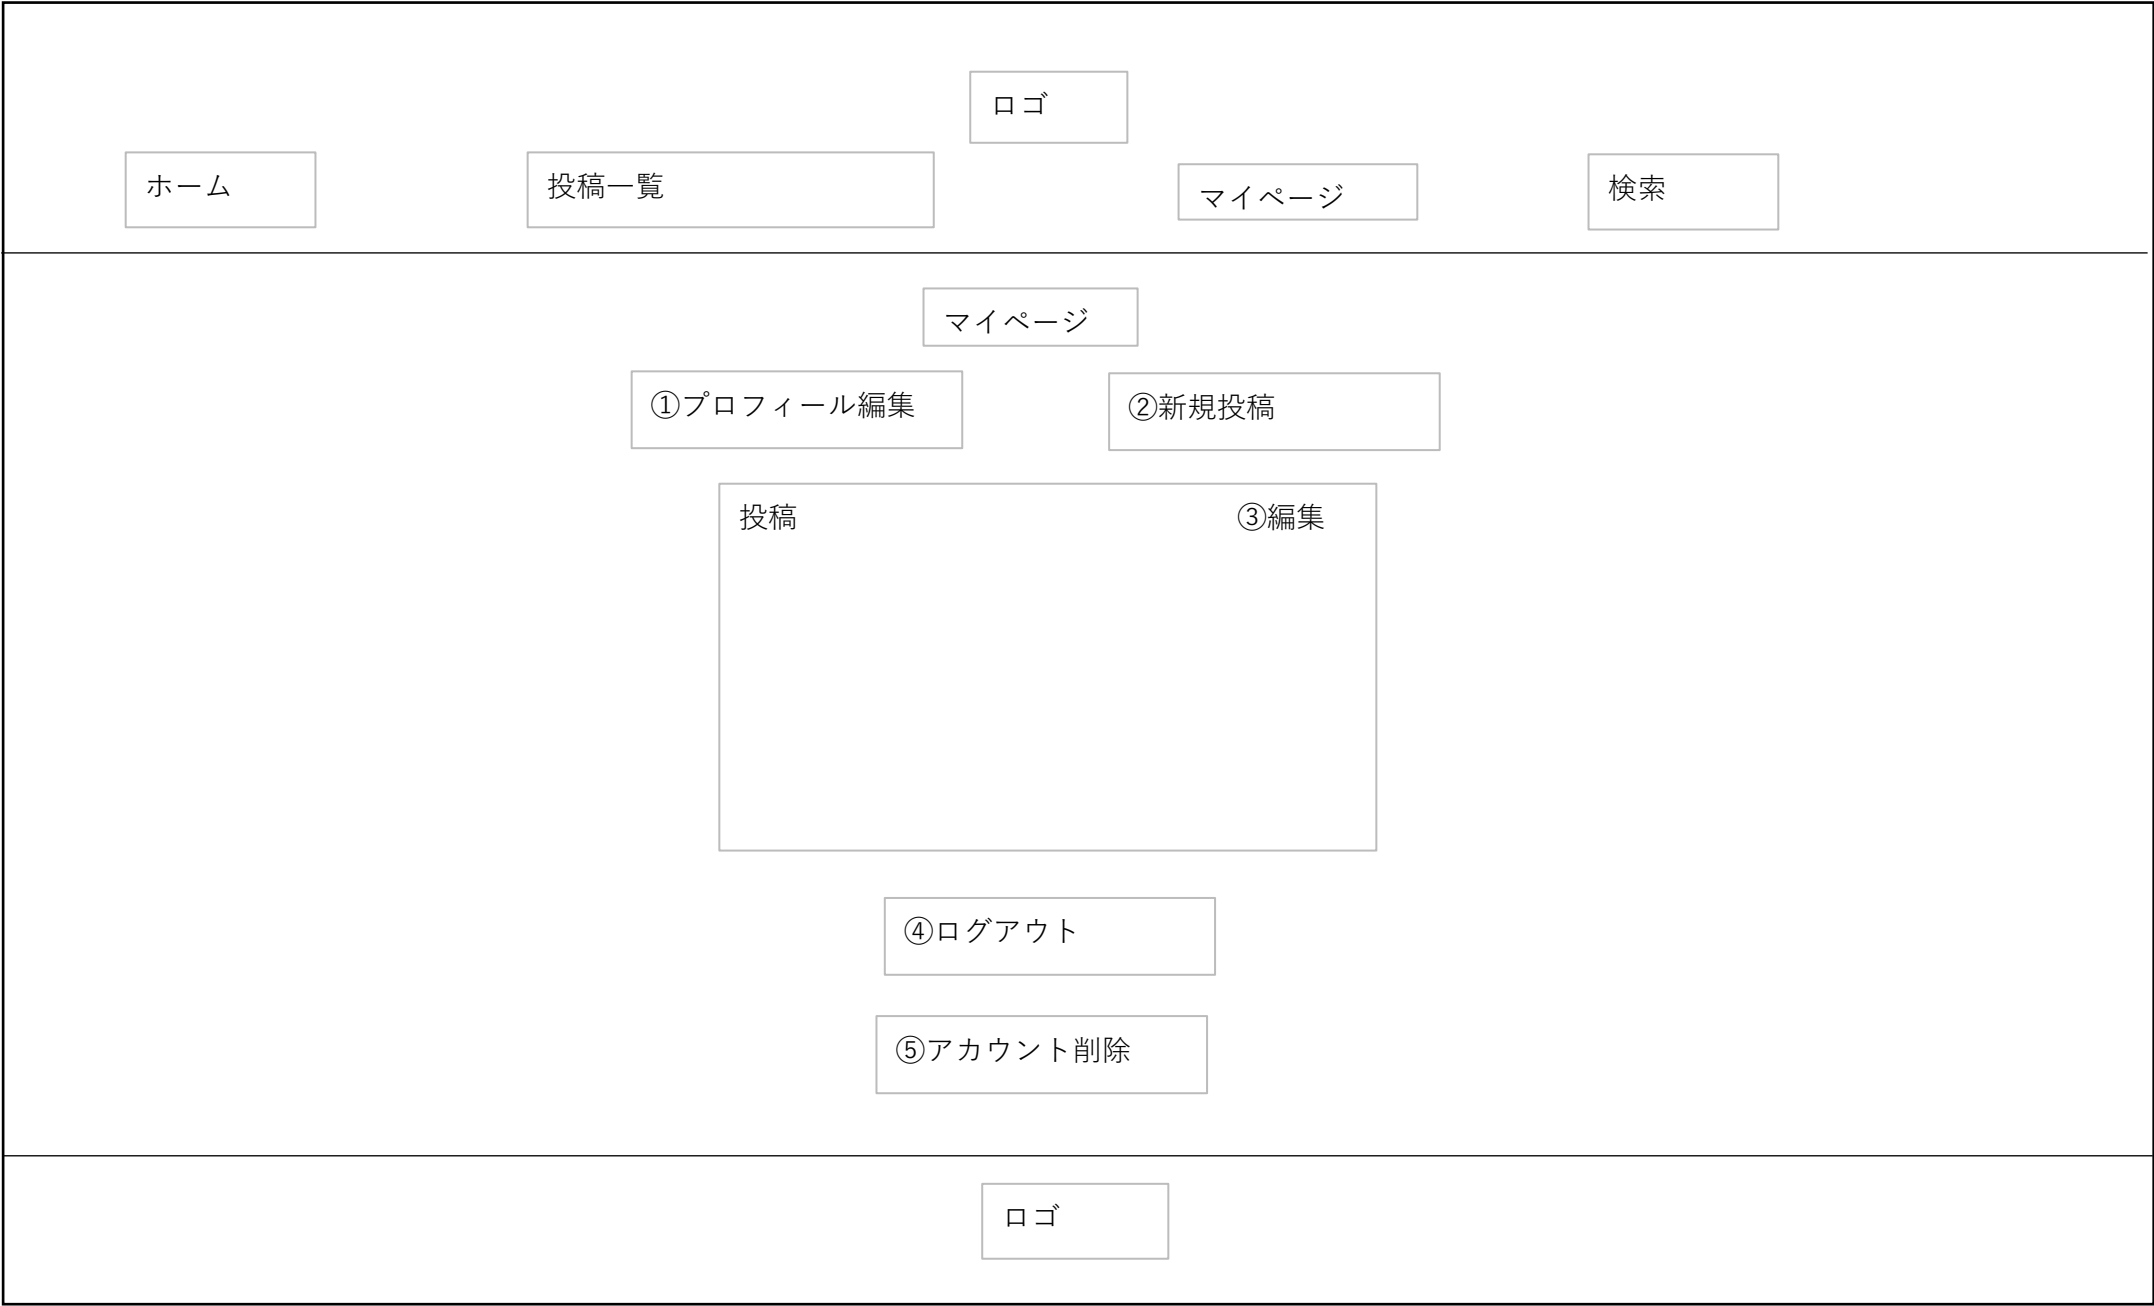 ロゴ
ホーム
投稿一覧
マイページ
検索
マイページ
①プロフィール編集
②新規投稿
投稿
③編集
④ログアウト
⑤アカウント削除
ロゴ